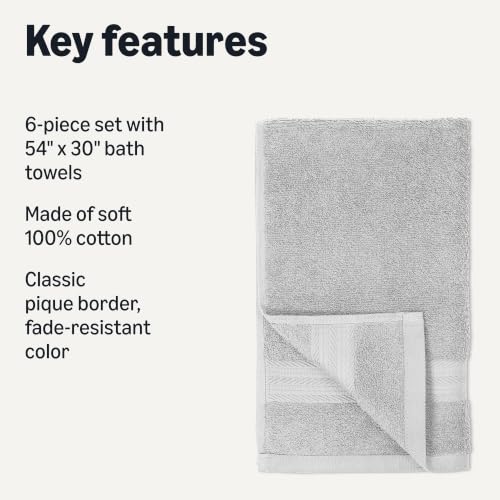 Key features
6-piece set with
54" x 30" bath
towels
Made of soft
100% cotton
Classic
pique border,
fade-resistant
color